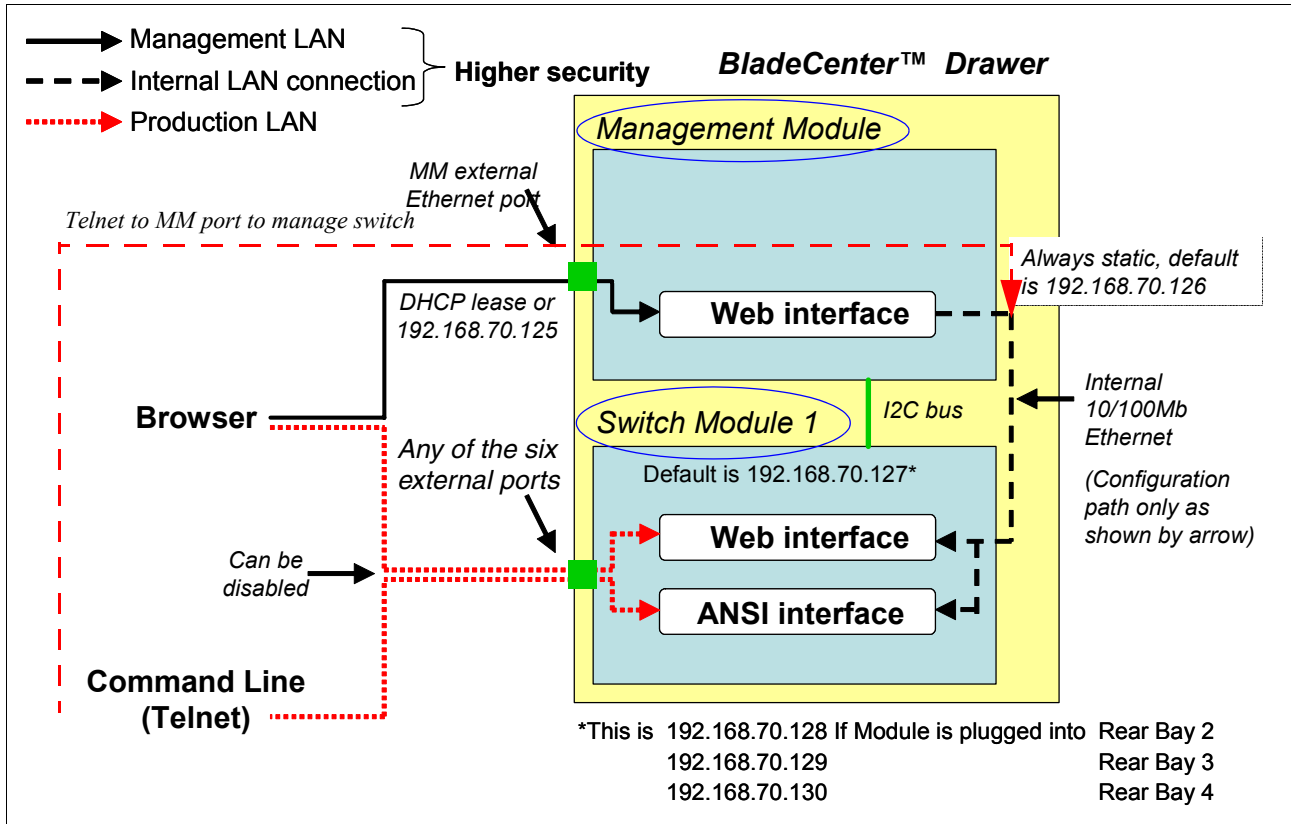 Management LAN
Internal LAN connection
Production LAN
Higher security
BladeCenter™ Drawer
Management Module
MM external
Ethernet port
Telnet to MM port to manage switch
Always static, default
is 192.168.70.126
DHCP lease or
192.168.70.125
Web interface
Browser
Internal
10/100Mb
Ethernet
(Configuration
path only as
shown by arrow)
I2C bus
Switch Module 1
Any of the six
external ports
Default is 192.168.70.127*
Web interface
Can be
disabled
ANSI interface
Command Line
(Telnet)
*This is 192.168.70.128 If Module is plugged into Rear Bay 2
192.168.70.129 Rear Bay 3
192.168.70.130 Rear Bay 4